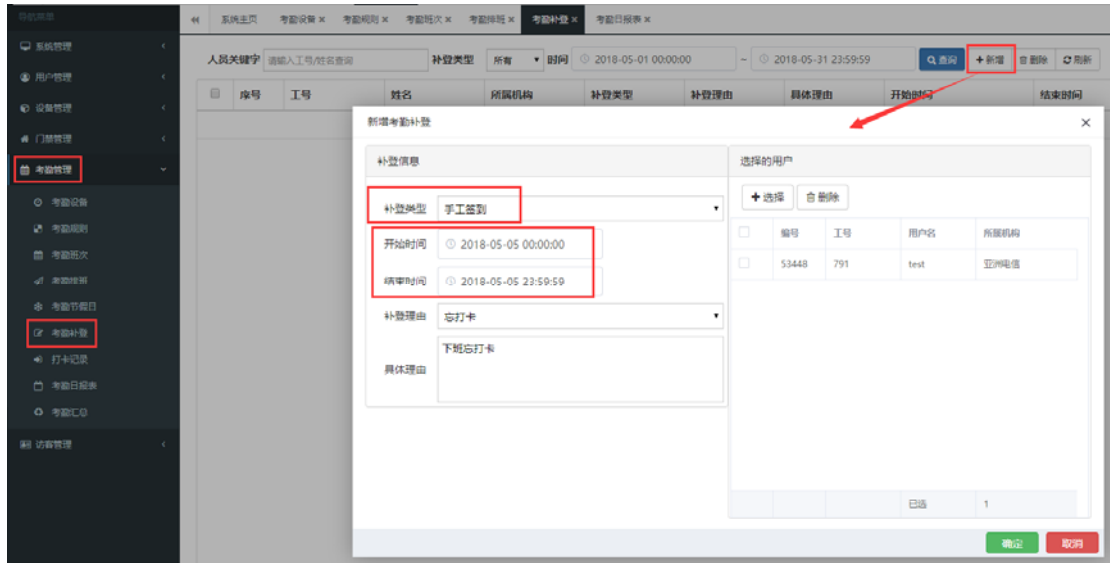 导航菜单
系统管理
用户管理
设备管理
门禁管理
考勤管理
考勤设备
考勤规则
考勤班次
考勤排班
考勤节假日
考勤补登
打卡记录
考勤日报表
考勤汇总
访客管理
系统主页 考勤设备 × 考勤规则 × 考勤班次 × 考勤排班 × 考勤补登 × 考勤日报表 ×
人员关键字 请输入工号/姓名查询 补登类型 所有 时间 2018-05-01 00:00:00 ~ 2018-05-31 23:59:59 查询 新增 删除 刷新
序号 工号 姓名 所属机构 补登类型 补登理由 具体理由 开始时间 结束时间
新增考勤补登 ×
补登信息
补登类型 手工签到
开始时间 2018-05-05 00:00:00
结束时间 2018-05-05 23:59:59
补登理由 忘打卡
具体理由 下班忘打卡
选择的用户
选择 删除
编号 工号 用户名 所属机构
53448 791 test 亚洲电信
已选 1
确定 取消